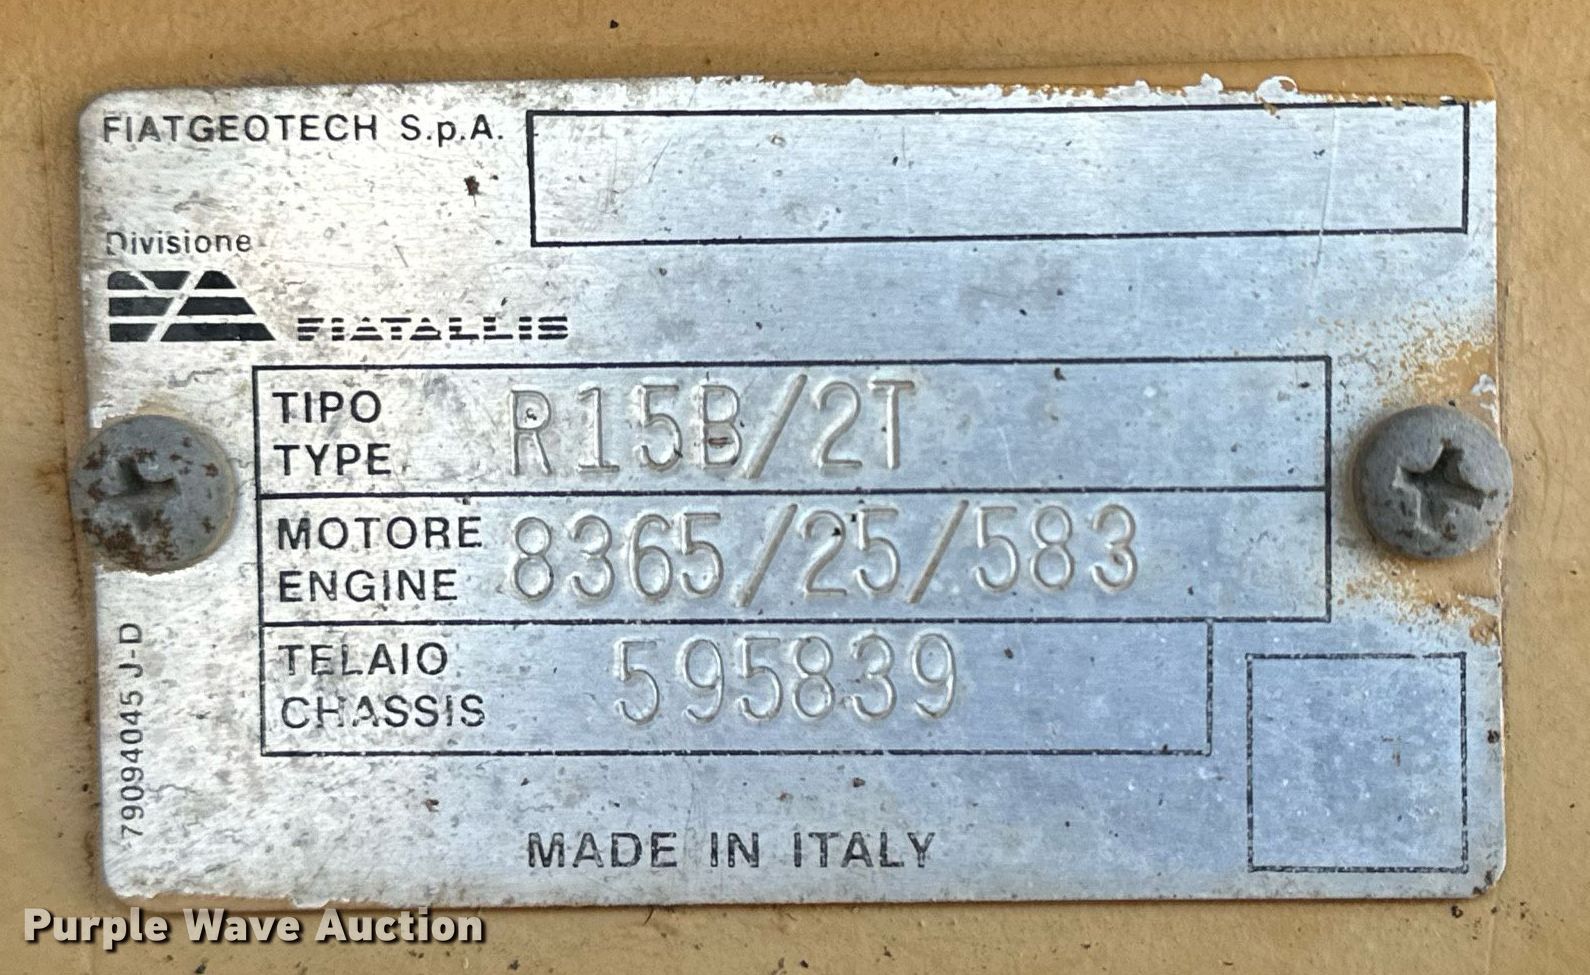 FIATGEOTECH S.p.A.
Divisione
FIATALLIS
TIPO
TYPE
R15B/2T
MOTORE
ENGINE
8365/25/583
TELAIO
CHASSIS
595839
79094045 J-D
MADE IN ITALY
Purple Wave Auction